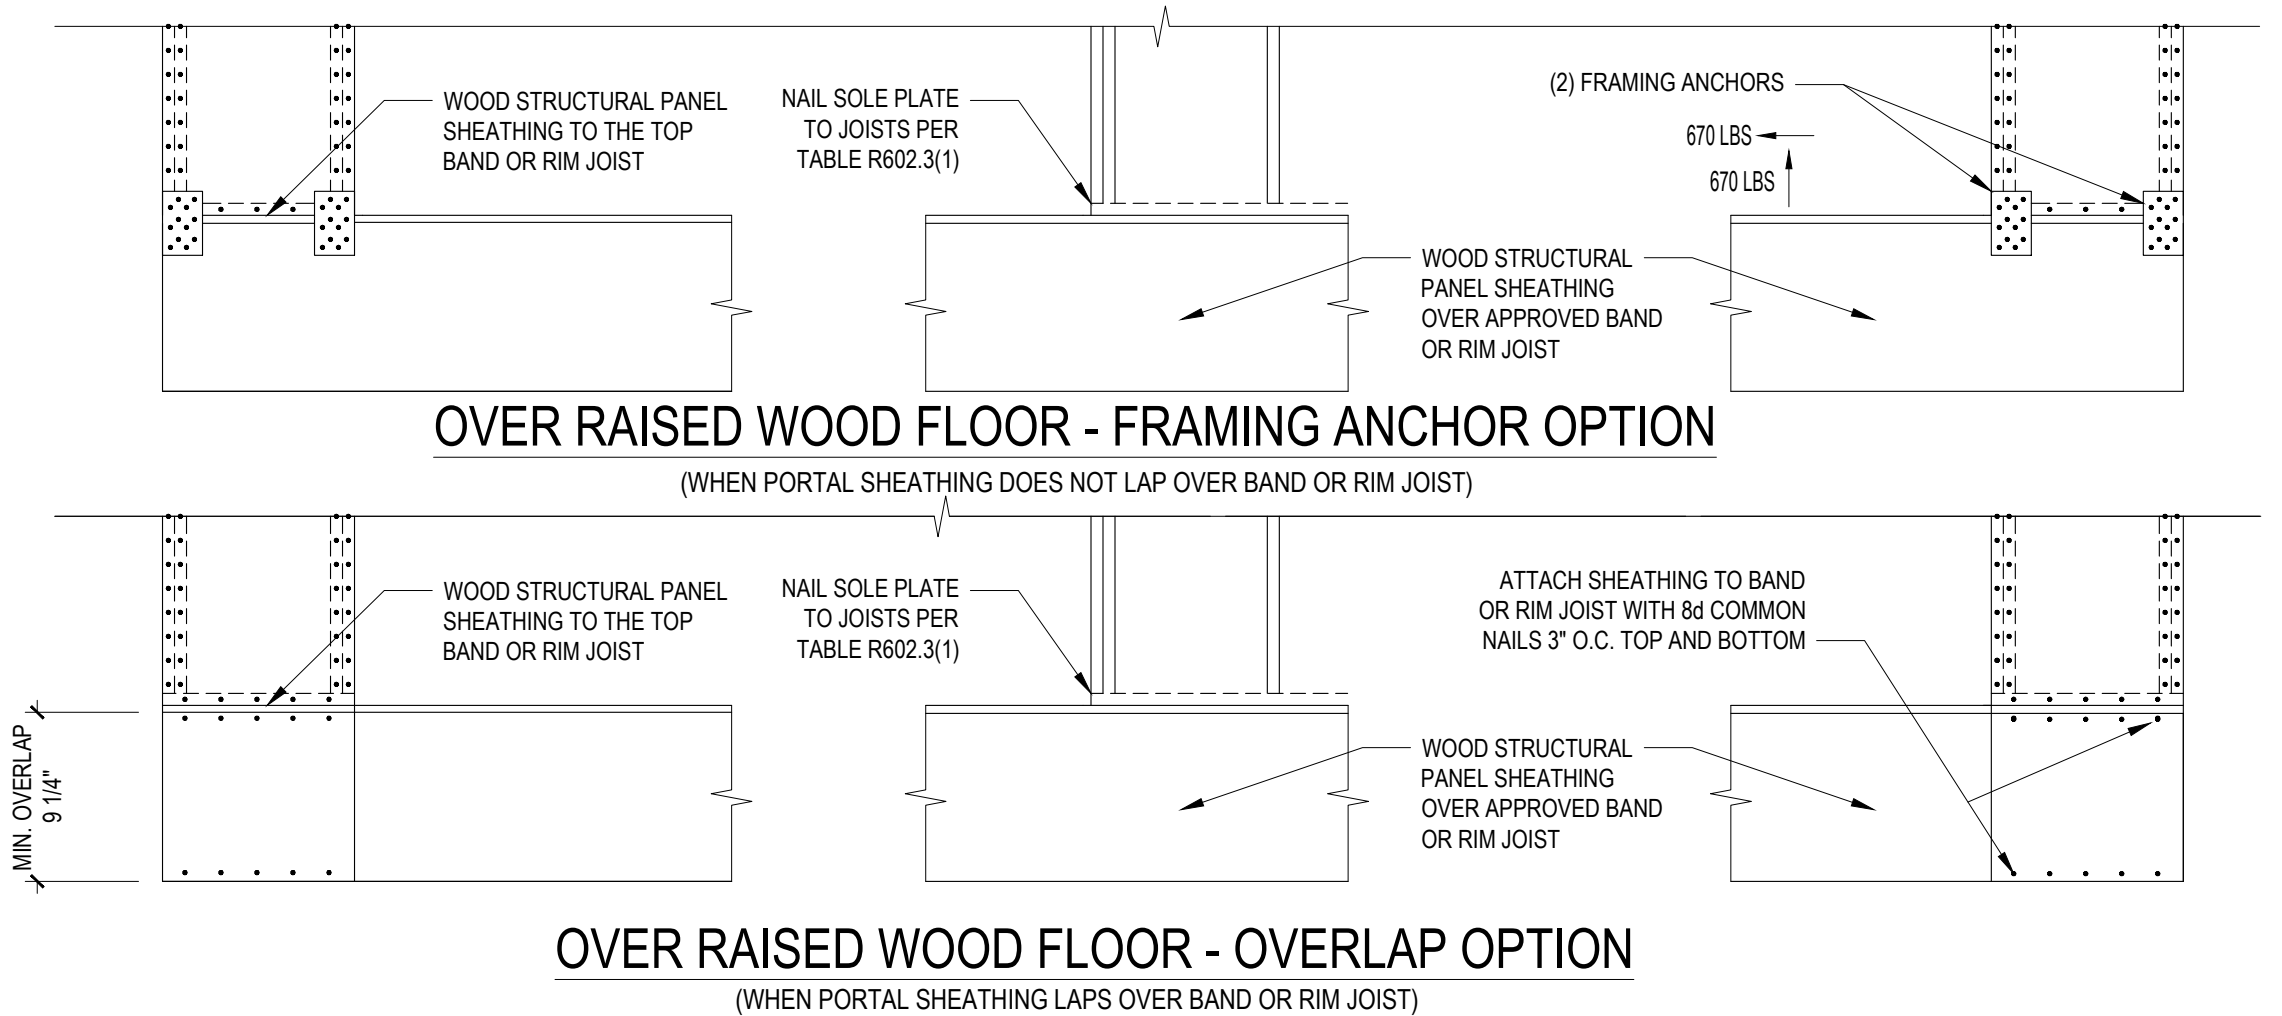 WOOD STRUCTURAL PANEL
SHEATHING TO THE TOP
BAND OR RIM JOIST
NAIL SOLE PLATE
TO JOISTS PER
TABLE R602.3(1)
(2) FRAMING ANCHORS
670 LBS
670 LBS
WOOD STRUCTURAL
PANEL SHEATHING
OVER APPROVED BAND
OR RIM JOIST
OVER RAISED WOOD FLOOR - FRAMING ANCHOR OPTION
(WHEN PORTAL SHEATHING DOES NOT LAP OVER BAND OR RIM JOIST)
WOOD STRUCTURAL PANEL
SHEATHING TO THE TOP
BAND OR RIM JOIST
NAIL SOLE PLATE
TO JOISTS PER
TABLE R602.3(1)
ATTACH SHEATHING TO BAND
OR RIM JOIST WITH 8d COMMON
NAILS 3" O.C. TOP AND BOTTOM
MIN. OVERLAP
9 1/4"
WOOD STRUCTURAL
PANEL SHEATHING
OVER APPROVED BAND
OR RIM JOIST
OVER RAISED WOOD FLOOR - OVERLAP OPTION
(WHEN PORTAL SHEATHING LAPS OVER BAND OR RIM JOIST)